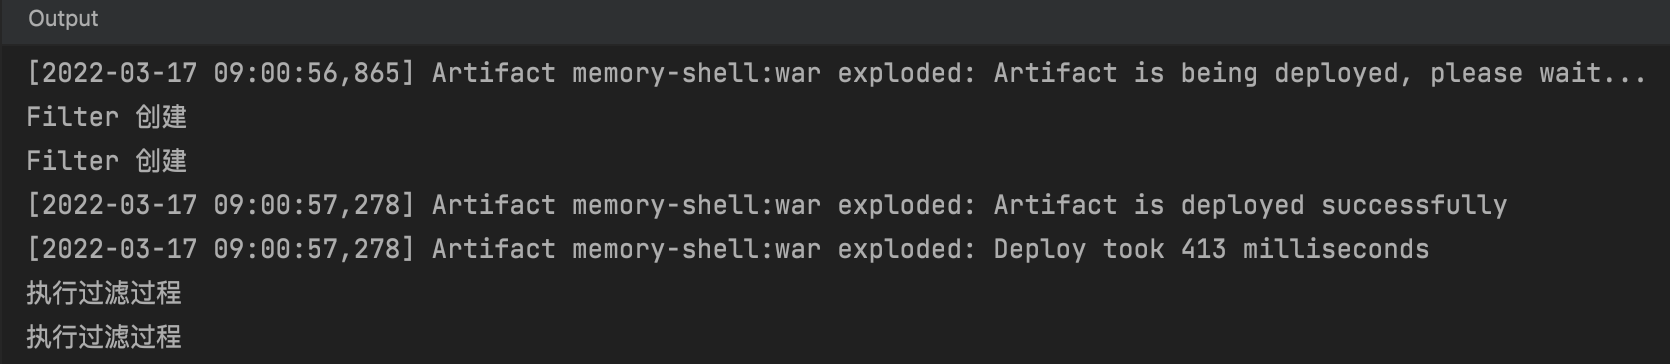 Output
[2022-03-17 09:00:56,865] Artifact memory-shell:war exploded: Artifact is being deployed, please wait...
Filter 创建
Filter 创建
[2022-03-17 09:00:57,278] Artifact memory-shell:war exploded: Artifact is deployed successfully
[2022-03-17 09:00:57,278] Artifact memory-shell:war exploded: Deploy took 413 milliseconds
执行过滤过程
执行过滤过程